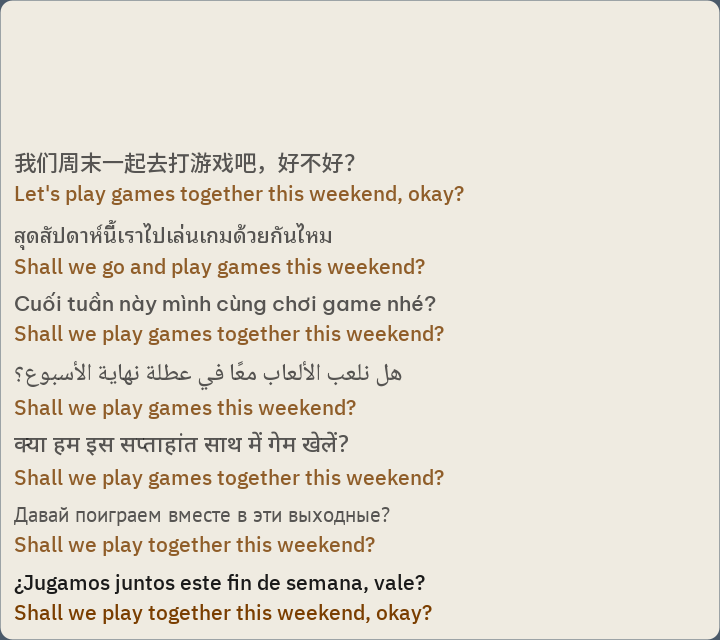 我们周末一起去打游戏吧，好不好？
Let's play games together this weekend, okay?
สุดสัปดาห์นี้เราไปเล่นเกมด้วยกันไหม
Shall we go and play games this weekend?
Cuối tuần này mình cùng chơi game nhé?
Shall we play games together this weekend?
هل نلعب الألعاب معًا في عطلة نهاية الأسبوع؟
Shall we play games this weekend?
क्या हम इस सप्ताहांत साथ में गेम खेलें?
Shall we play games together this weekend?
Давай поиграем вместе в эти выходные?
Shall we play together this weekend?
¿Jugamos juntos este fin de semana, vale?
Shall we play together this weekend, okay?